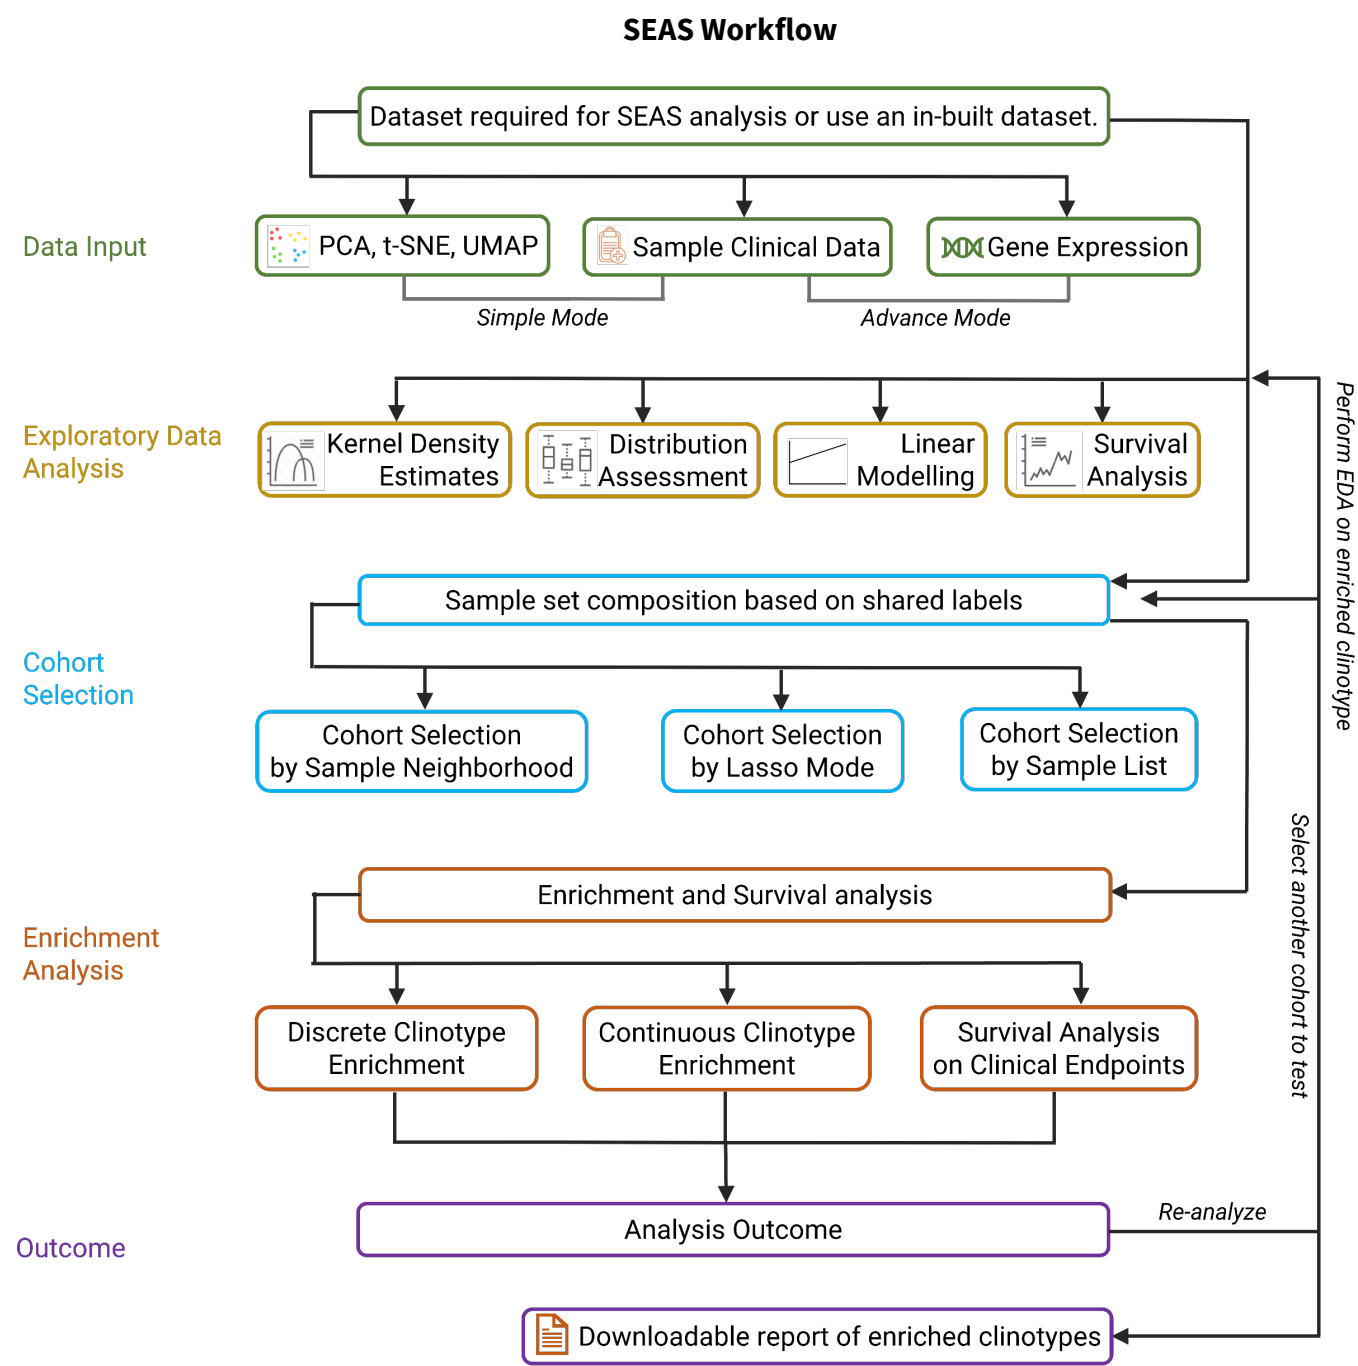 SEAS Workflow
Dataset required for SEAS analysis or use an in-built dataset.
Data Input
PCA, t-SNE, UMAP
Sample Clinical Data
Gene Expression
Simple Mode
Advance Mode
Exploratory Data
Analysis
Kernel Density
Estimates
Distribution
Assessment
Linear
Modelling
Survival
Analysis
Perform EDA on enriched clinotype
Sample set composition based on shared labels
Cohort
Selection
Cohort Selection
by Sample Neighborhood
Cohort Selection
by Lasso Mode
Cohort Selection
by Sample List
Select another cohort to test
Enrichment and Survival analysis
Enrichment
Analysis
Discrete Clinotype
Enrichment
Continuous Clinotype
Enrichment
Survival Analysis
on Clinical Endpoints
Outcome
Analysis Outcome
Re-analyze
Downloadable report of enriched clinotypes